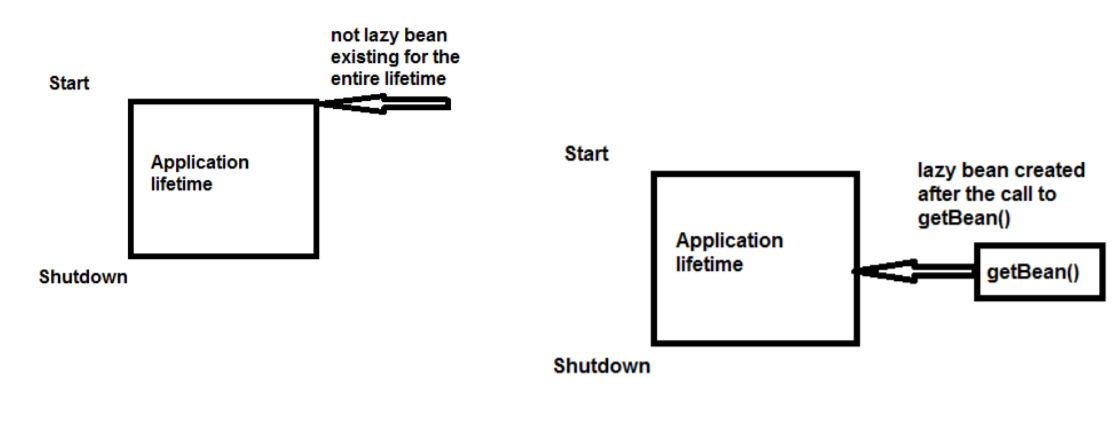 not lazy bean
existing for the
entire lifetime
Start
Application
lifetime
Shutdown
Start
lazy bean created
after the call to
getBean()
Application
lifetime
getBean()
Shutdown